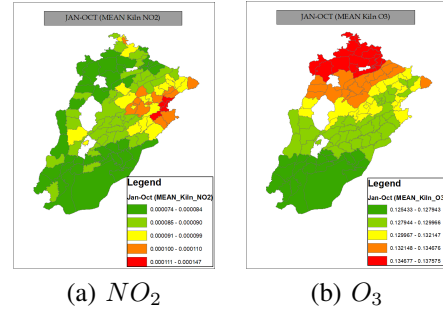 JAN-OCT (MEAN Kiln NO2)
Legend
Jan-Oct (MEAN_Kiln_NO2)
0.000074 - 0.000084
0.000085 - 0.000090
0.000091 - 0.000099
0.000100 - 0.000110
0.000111 - 0.000147
(a) NO2
JAN-OCT (MEAN Kiln O3)
Legend
Jan-Oct (MEAN_Kiln_O3
0.125433 - 0.127943
0.127944 - 0.129966
0.129967 - 0.132147
0.132148 - 0.134676
0.134677 - 0.137575
(b) O3